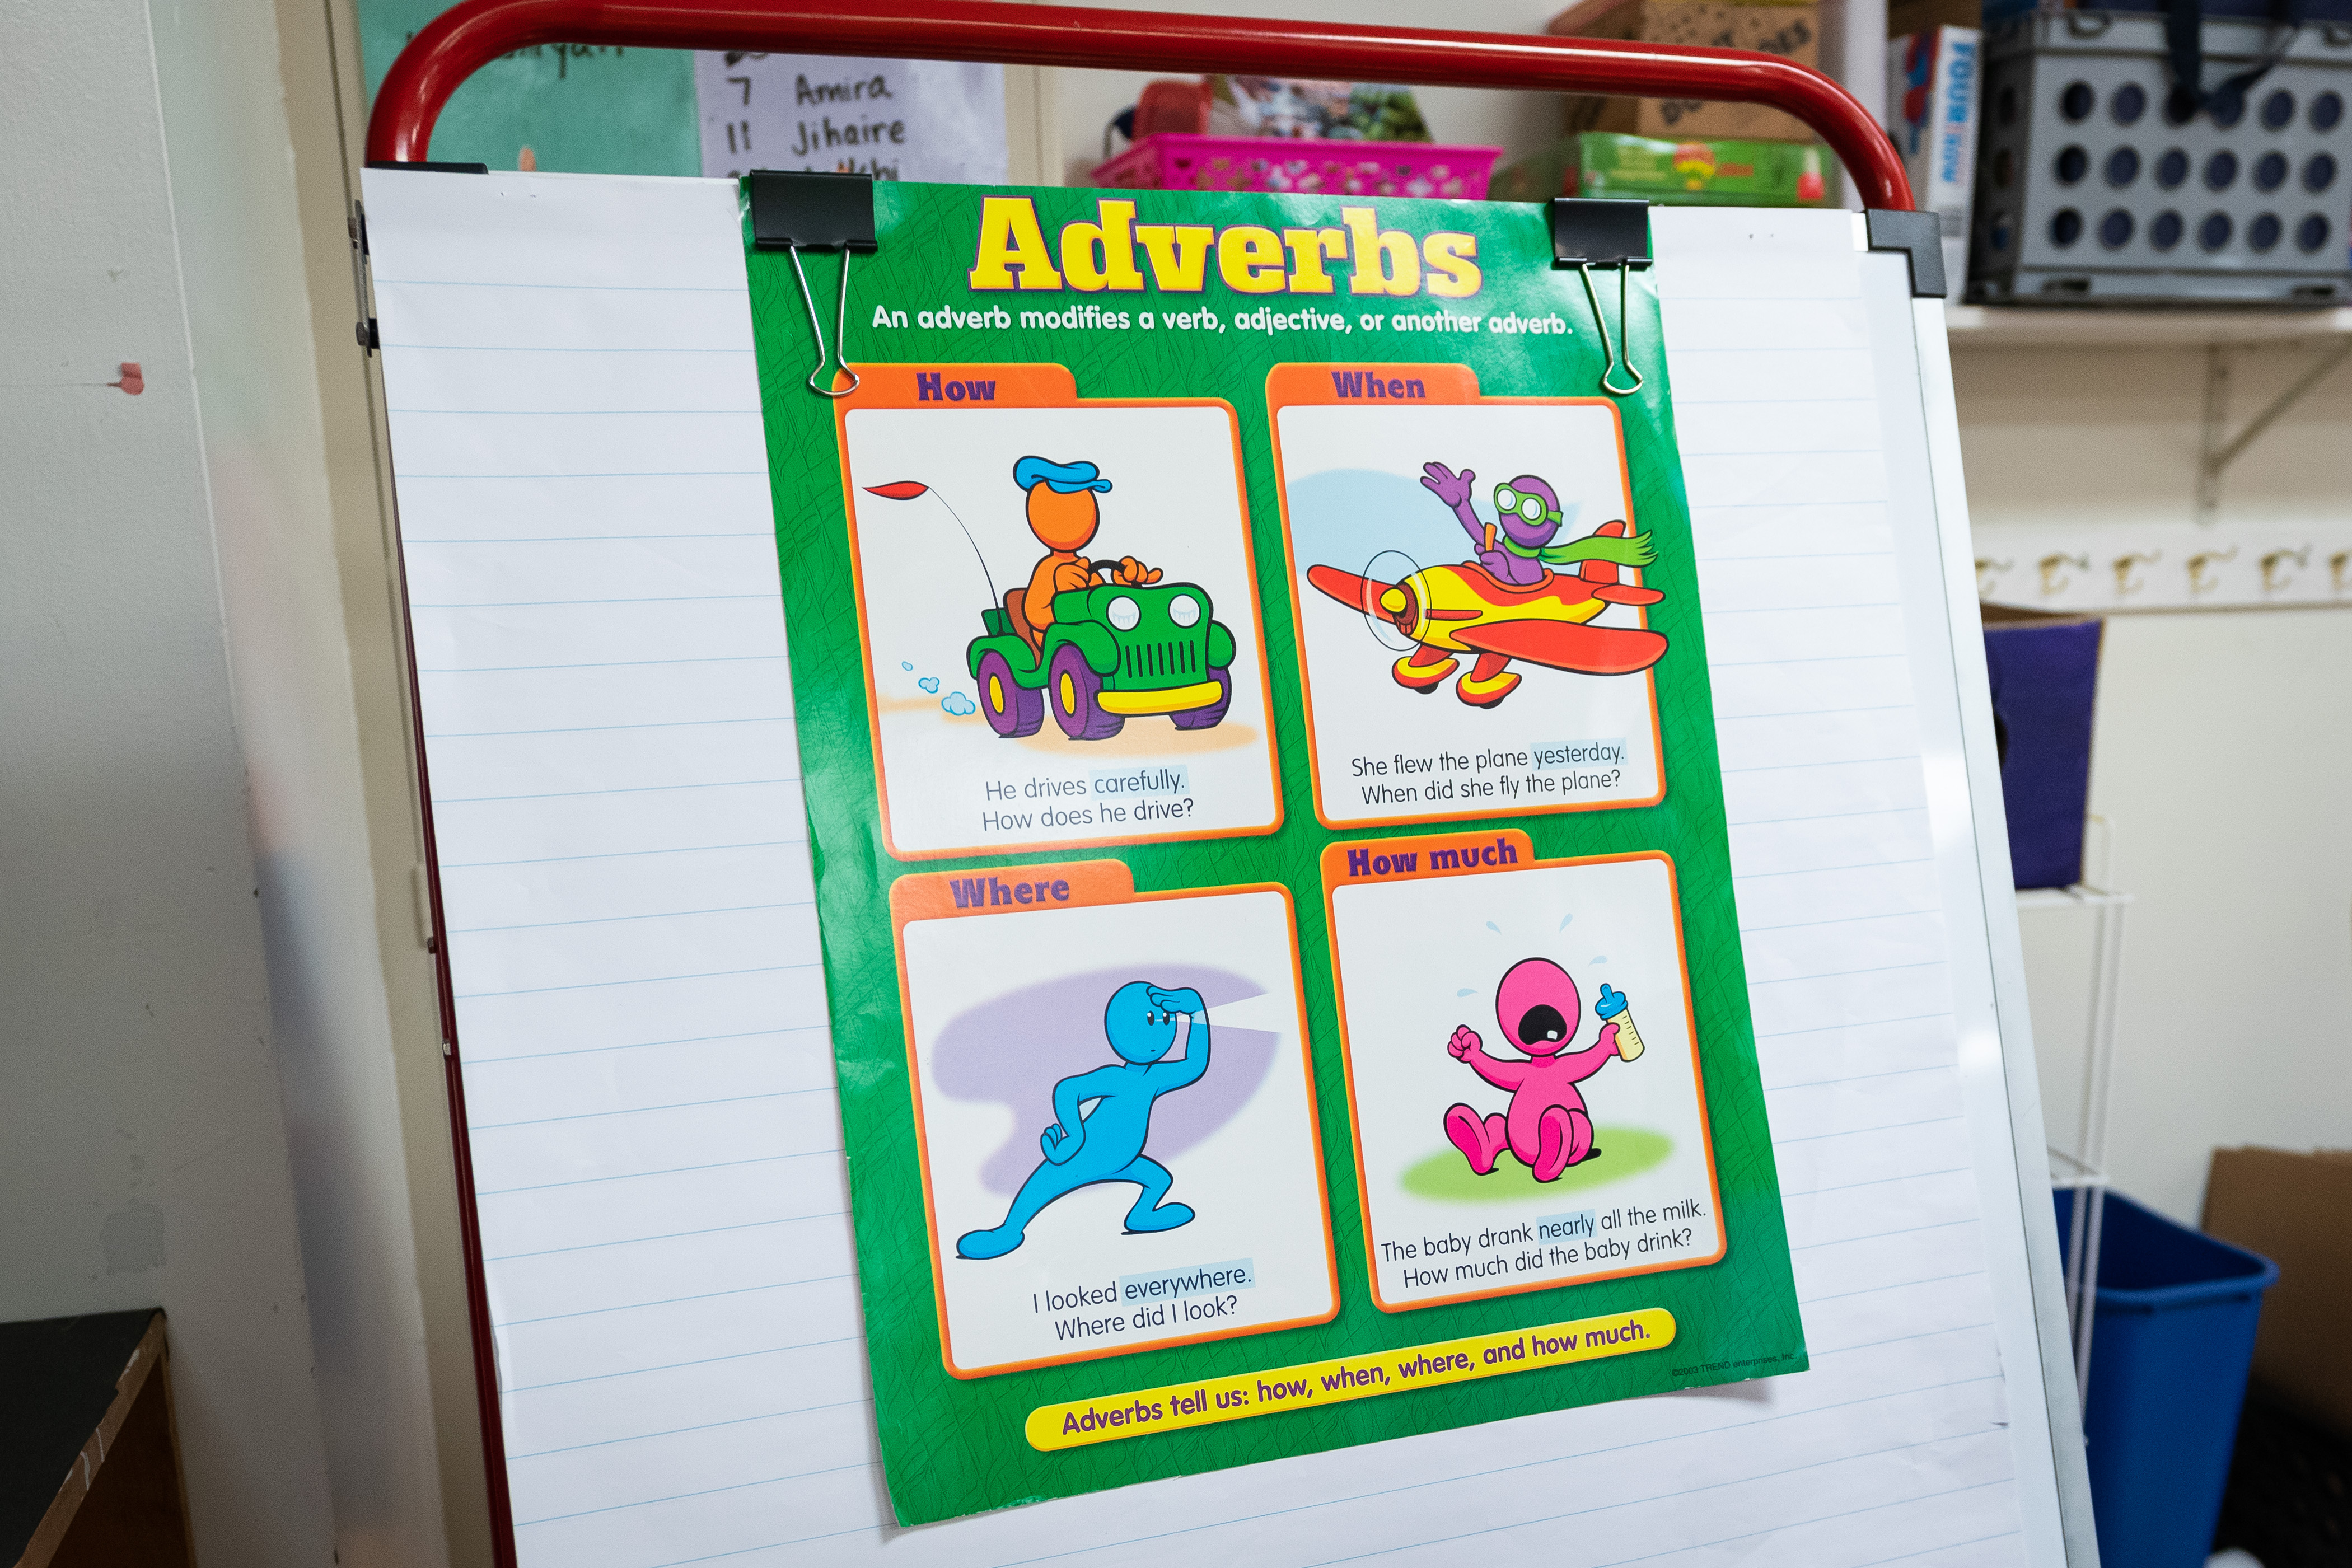 7 Amira
11 Jihaire
Adverbs
An adverb modifies a verb, adjective, or another adverb.
How
He drives carefully.
How does he drive?
When
She flew the plane yesterday.
When did she fly the plane?
Where
I looked everywhere.
Where did I look?
How much
The baby drank nearly all the milk.
How much did the baby drink?
Adverbs tell us: how, when, where, and how much.
©2003 TREND enterprises, Inc.